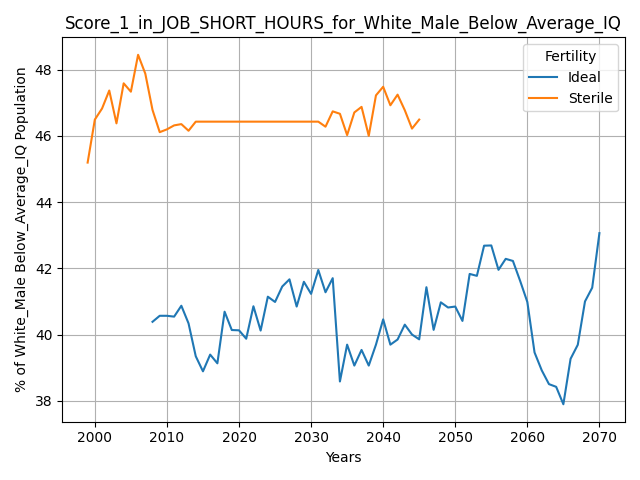 Score_1_in_JOB_SHORT_HOURS_for_White_Male_Below_Average_IQ
Fertility
Ideal
Sterile
% of White_Male Below_Average_IQ Population
48
46
44
42
40
38
2000 2010 2020 2030 2040 2050 2060 2070
Years